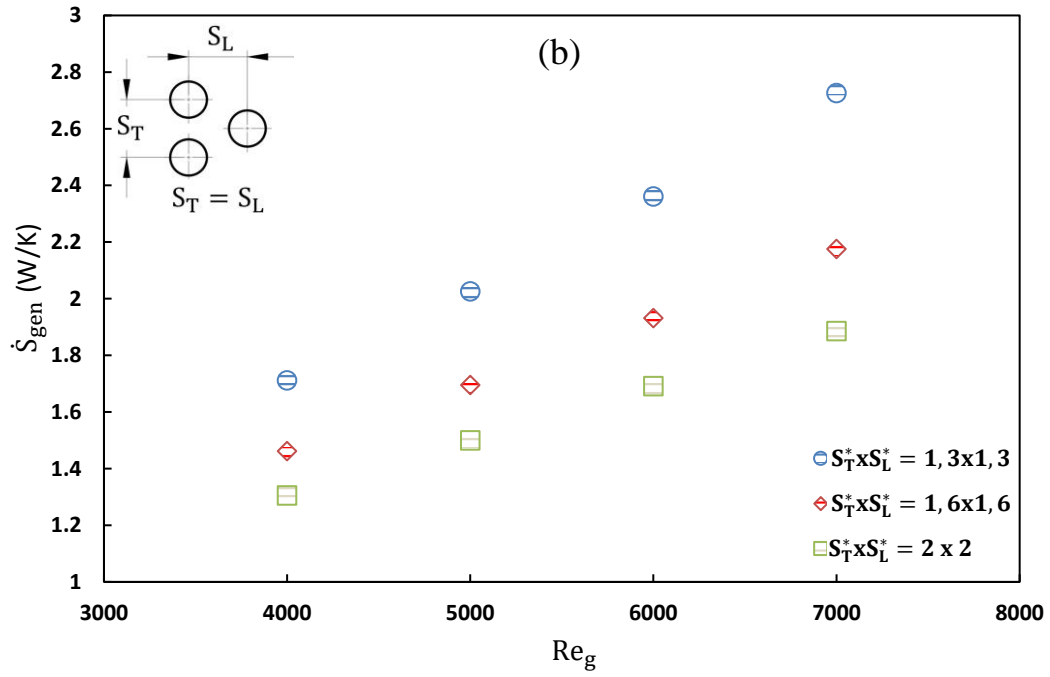 (b)
S_L
S_T
S_T = S_L
Ṡ_gen (W/K)
3
2.8
2.6
2.4
2.2
2
1.8
1.6
1.4
1.2
1
3000 4000 5000 6000 7000 8000
Re_g
S*_T x S*_L = 1,3x1,3
S*_T x S*_L = 1,6x1,6
S*_T x S*_L = 2 x 2